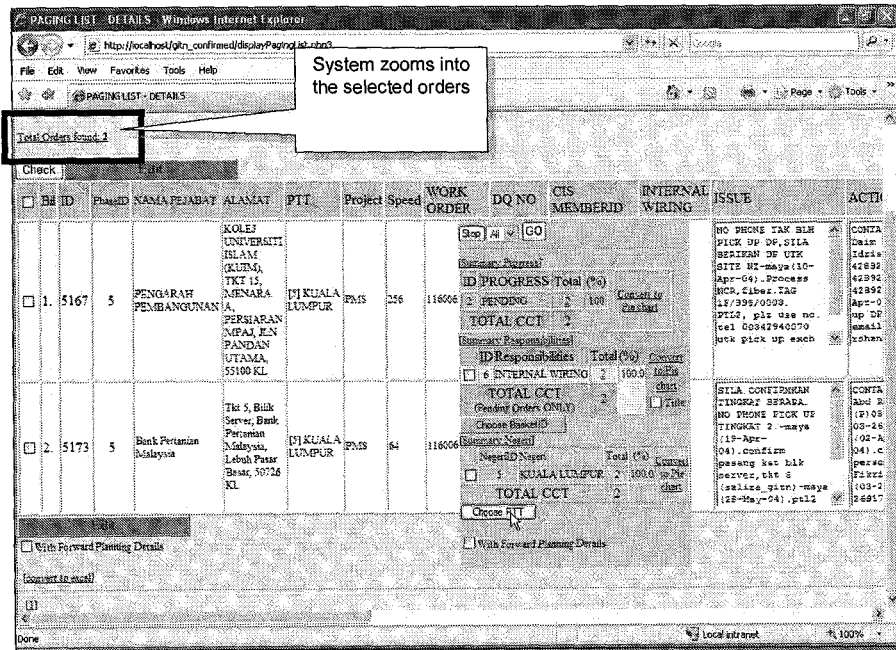 PAGING LIST - DETAILS - Windows Internet Explorer
http://localhost/gitn_confirmed/displayPagingList.php3
Google
File Edit View Favorites Tools Help
PAGING LIST - DETAILS
Page Tools
System zooms into
the selected orders
Total Orders found: 2
Check Edit
Bil ID PhaseID NAMA PEJABAT ALAMAT PTT Project Speed WORK ORDER DQ NO CIS MEMBERID INTERNAL WIRING ISSUE ACTI
1. 5167 5
PENGARAH
PEMBANGUNAN
KOLEJ
UNIVERSITI
ISLAM
(KUIM),
TKT 15,
MENARA
A,
PERSIARAN
MPAJ, JLN
PANDAN
UTAMA,
55100 KL
[5] KUALA
LUMPUR
PMS 256 116006
Stop All GO
[Summary Progress]
ID PROGRESS Total (%)
2 PENDING 2 100
Convert to
Pie chart
TOTAL CCT 2
[Summary Responsibilities]
ID Responsibilities Total (%)
6 INTERNAL WIRING 2 100.0
Convert
to Pie
chart
TOTAL CCT 2
(Pending Orders ONLY)
Title
Choose BasketID
[Summary Negeri]
NegeriID Negeri Total (%)
5 KUALA LUMPUR 2 100.0
Convert
to Pie
chart
TOTAL CCT 2
Choose PTT
With Forward Planning Details
NO PHONE TAK BLH
PICK UP DP,SILA
BERIKAN DP UTK
SITE NI-maya(10-
Apr-04).Process
NCR,fiber.TAG
1F/395/0003.
PTL2, plz use no.
tel 00342940070
utk pick up exch
CONTA
Daim
Idris
42892
42892
Apr-0
up DP
email
2. 5173 5
Bank Pertanian
Malaysia
Tkt 5, Bilik
Server, Bank
Pertanian
Malaysia,
Lebuh Pasar
Besar, 50726
KL
[5] KUALA
LUMPUR
PMS 64 116006
SILA CONFIRMKAN
TINGKAT BERAPA.
NO PHONE PICK UP
TINGKAT 2.-maya
(19-Apr-
04).confirm
pasang kat blk
server,tkt 5
(saliza_gitn)-maya
(28-May-04).ptl2
CONTA
Abd R
(P)03
03-26
(02-A
04).c
perso
Fikri
(03-2
26917
Edit
With Forward Planning Details
[convert to excel]
[1]
Done Local intranet 100%